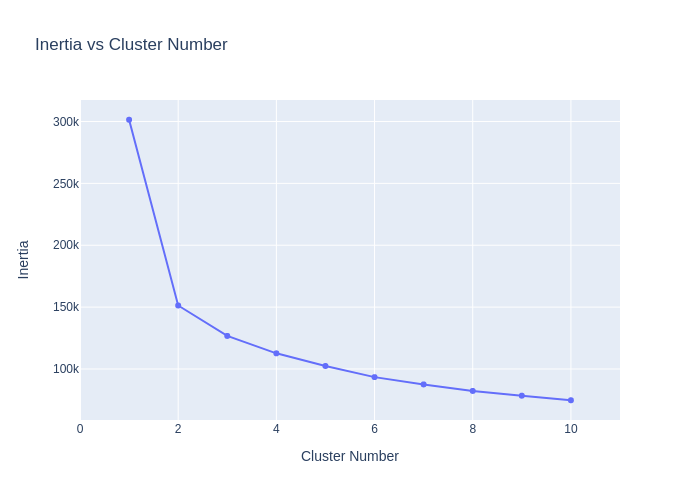 Inertia vs Cluster Number
300k
250k
200k
150k
100k
Inertia
0 2 4 6 8 10
Cluster Number